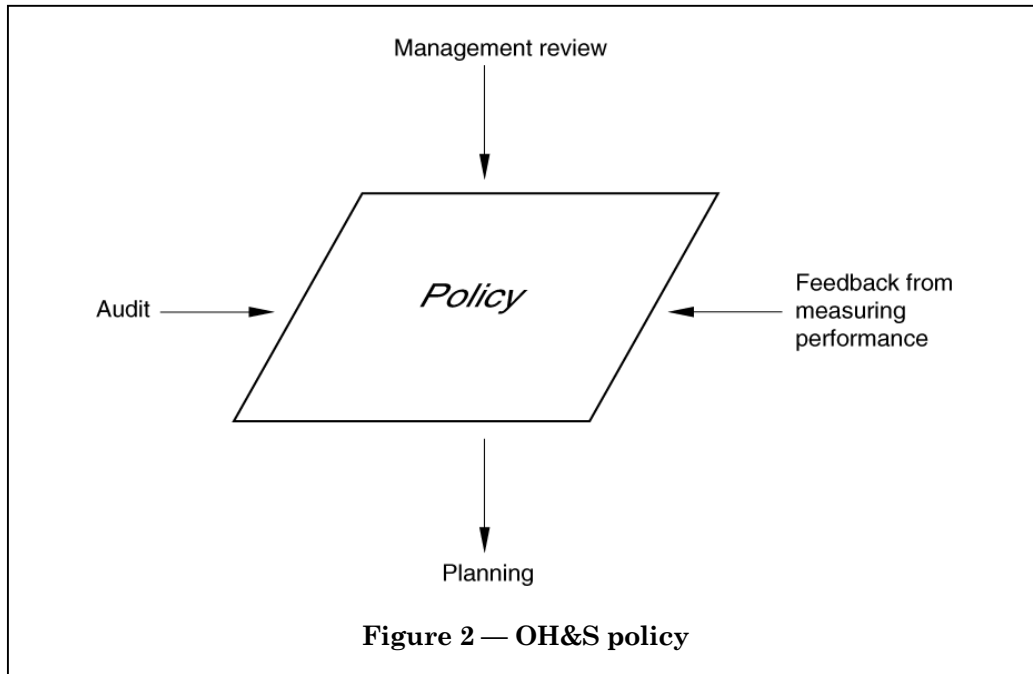 Management review
Audit
Policy
Feedback from
measuring
performance
Planning
Figure 2 — OH&S policy